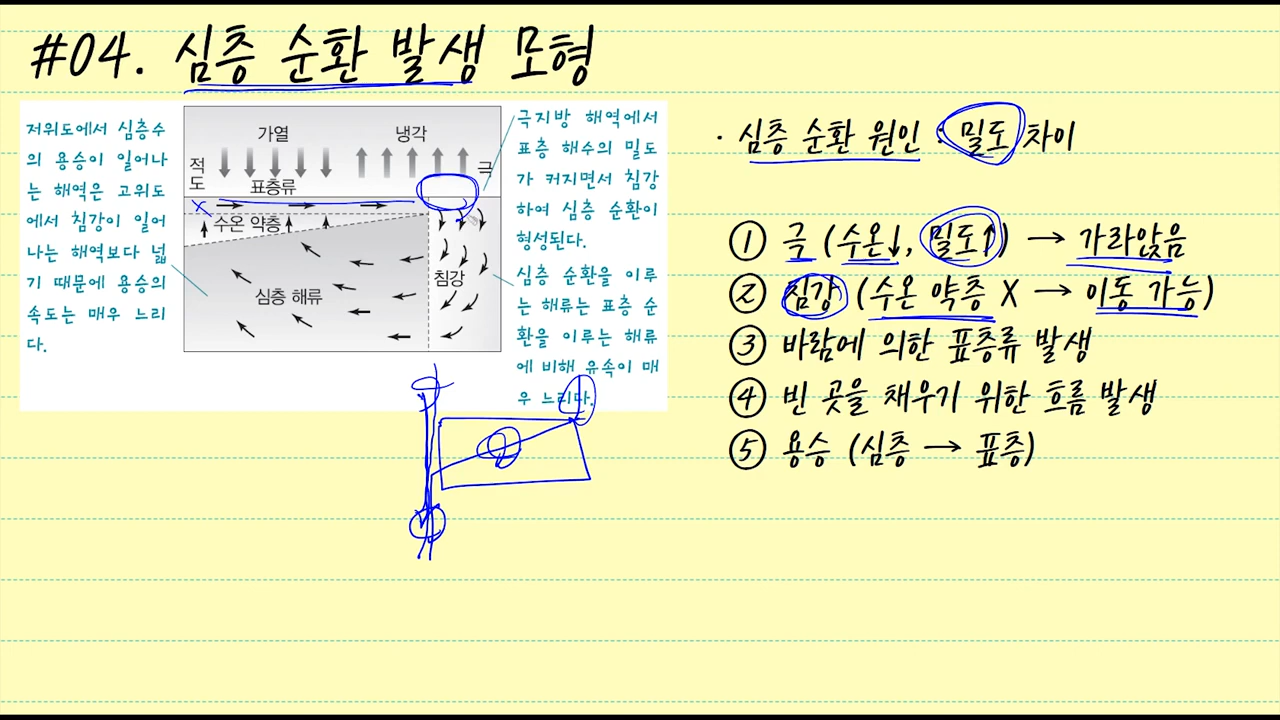 #04. 심층 순환 발생 모형
저위도에서 심층수
의 용승이 일어나
는 해역은 고위도
에서 침강이 일어
나는 해역보다 넓
기 때문에 용승의
속도는 매우 느리
다.
가열
냉각
적도
극
표층류
수온 약층
심층 해류
침강
극지방 해역에서
표층 해수의 밀도
가 커지면서 침강
하여 심층 순환이
형성된다.
심층 순환을 이루
는 해류는 표층 순
환을 이루는 해류
에 비해 유속이 매
우 느리다.
· 심층 순환 원인 : 밀도 차이
① 극 (수온↓, 밀도↑) → 가라앉음
② 침강 (수온 약층 X → 이동 가능)
③ 바람에 의한 표층류 발생
④ 빈 곳을 채우기 위한 흐름 발생
⑤ 용승 (심층 → 표층)